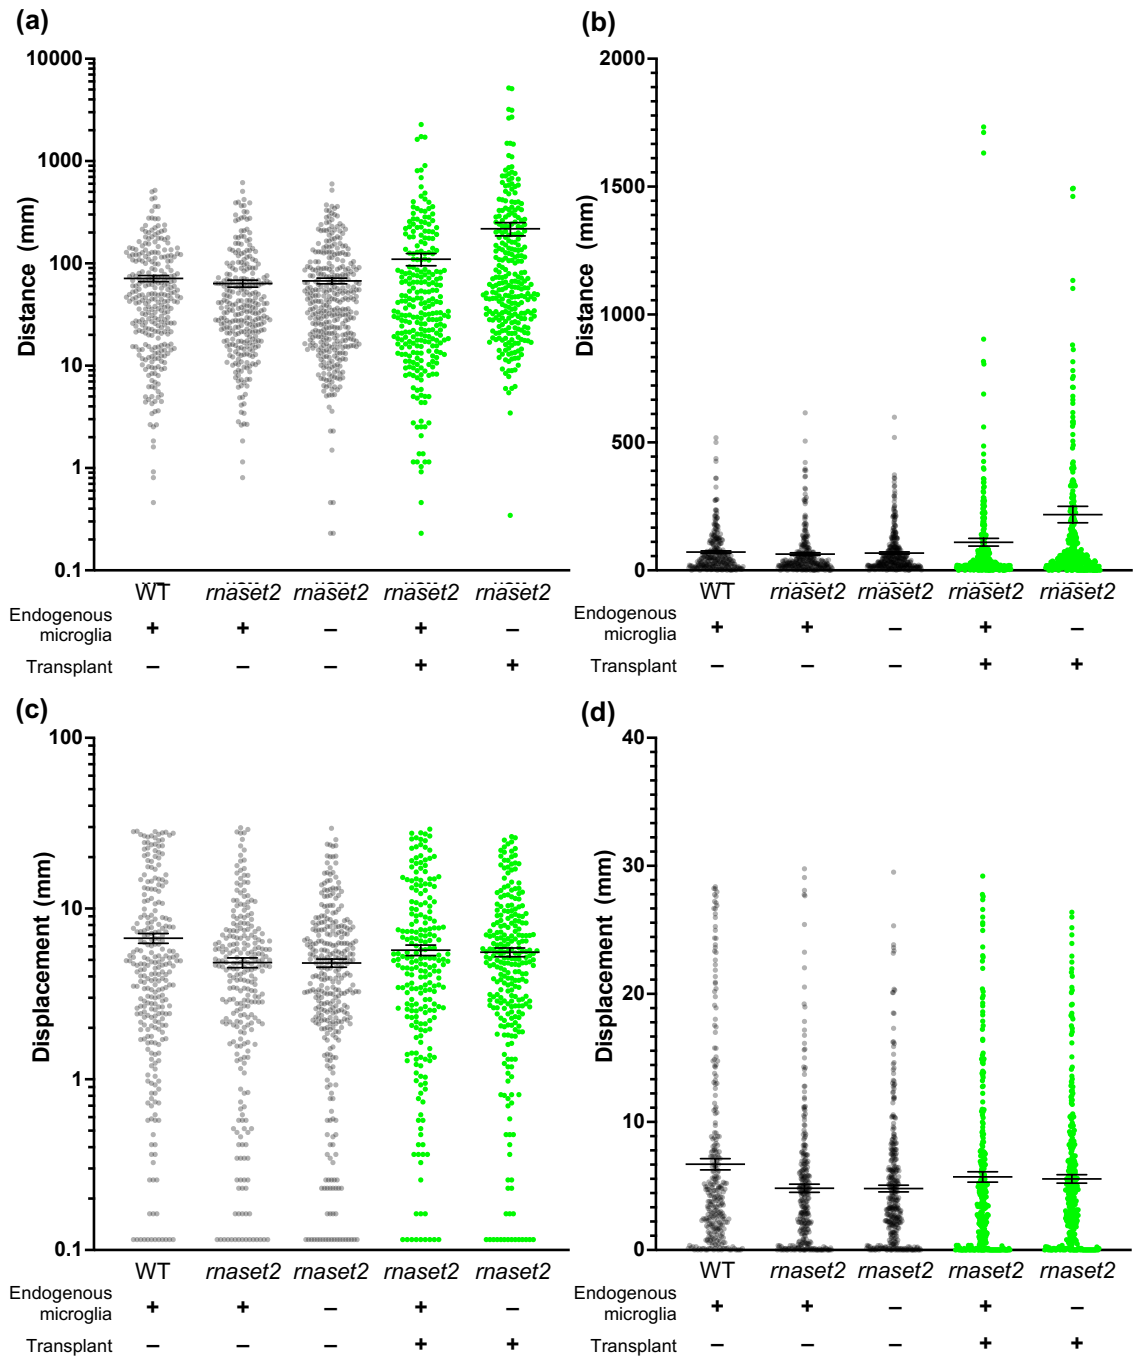 (a)
10000
1000
100
10
1
0.1
Distance (mm)
WT rnaset2 rnaset2 rnaset2 rnaset2
Endogenous
microglia + + – + –
Transplant – – – + +
(b)
2000
1500
1000
500
0
Distance (mm)
WT rnaset2 rnaset2 rnaset2 rnaset2
+ + – + –
Transplant – – – + +
(c)
100
10
1
0.1
Displacement (mm)
WT rnaset2 rnaset2 rnaset2 rnaset2
Endogenous
microglia + + – + –
Transplant – – – + +
(d)
40
30
20
10
0
Displacement (mm)
WT rnaset2 rnaset2 rnaset2 rnaset2
Endogenous
microglia + + – + –
Transplant – – – + +